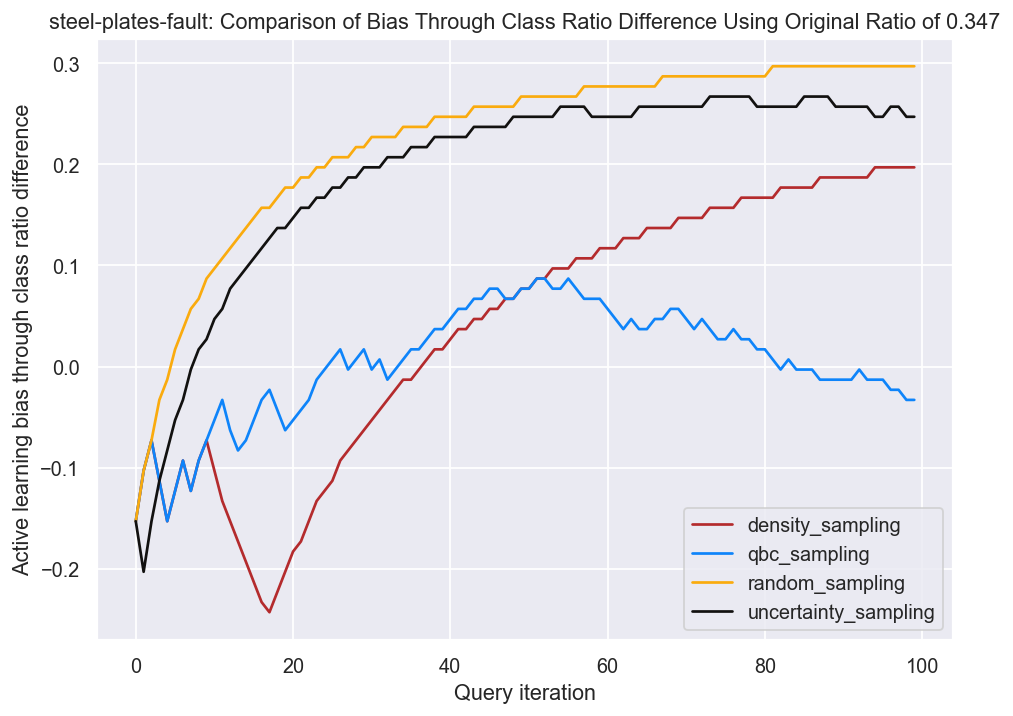 steel-plates-fault: Comparison of Bias Through Class Ratio Difference Using Original Ratio of 0.347
Active learning bias through class ratio difference
0.3
0.2
0.1
0.0
−0.1
−0.2
density_sampling
qbc_sampling
random_sampling
uncertainty_sampling
0 20 40 60 80 100
Query iteration